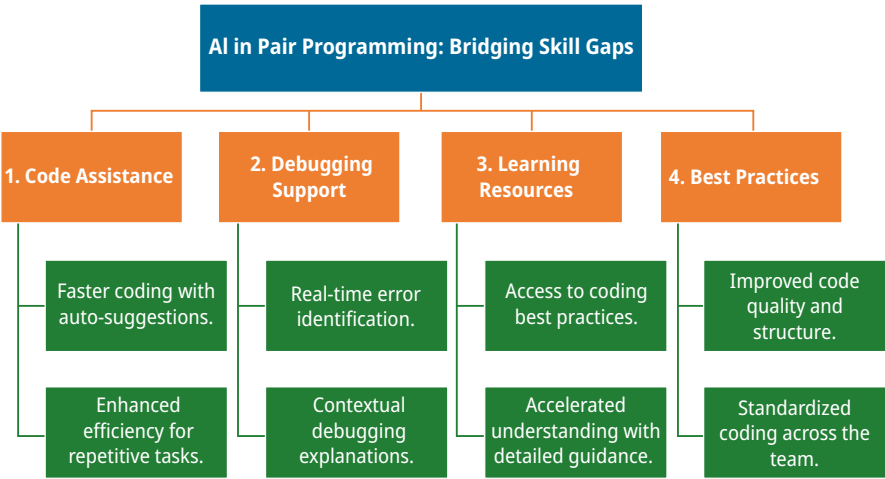 AI in Pair Programming: Bridging Skill Gaps
1. Code Assistance
2. Debugging
Support
3. Learning
Resources
4. Best Practices
Faster coding with
auto-suggestions.
Real-time error
identification.
Access to coding
best practices.
Improved code
quality and
structure.
Enhanced
efficiency for
repetitive tasks.
Contextual
debugging
explanations.
Accelerated
understanding with
detailed guidance.
Standardized
coding across the
team.